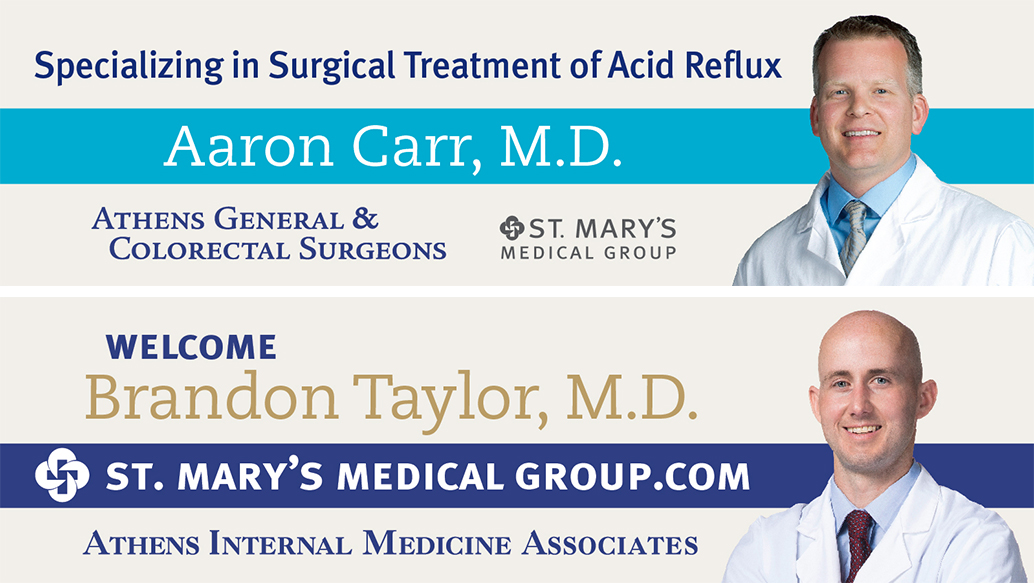 Specializing in Surgical Treatment of Acid Reflux
Aaron Carr, M.D.
ATHENS GENERAL &
COLORECTAL SURGEONS
ST. MARY'S
MEDICAL GROUP
WELCOME
Brandon Taylor, M.D.
ST. MARY'S MEDICAL GROUP.COM
ATHENS INTERNAL MEDICINE ASSOCIATES